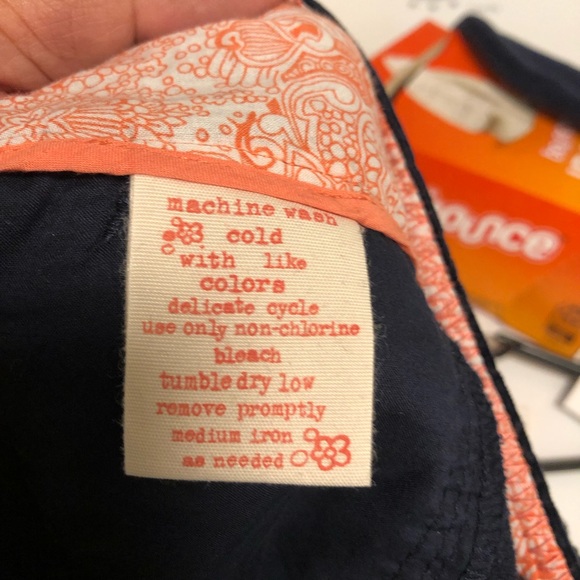 machine wash
cold
with like
colors
delicate cycle
use only non-chlorine
bleach
tumble dry low
remove promptly
medium iron
as needed
bounce